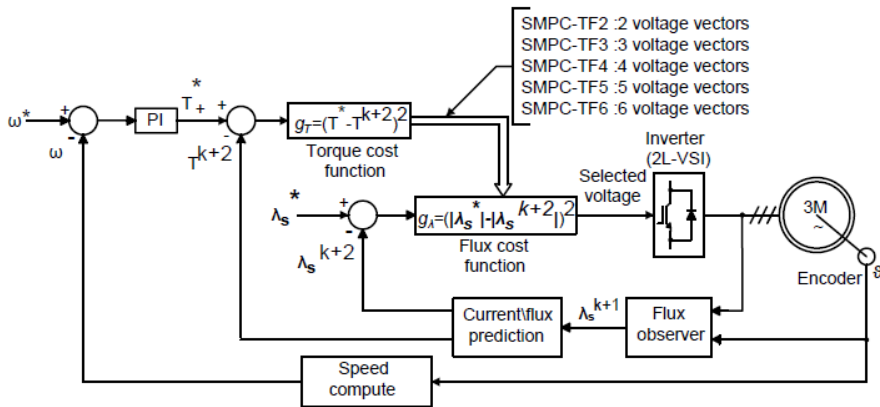 SMPC-TF2 :2 voltage vectors
SMPC-TF3 :3 voltage vectors
SMPC-TF4 :4 voltage vectors
SMPC-TF5 :5 voltage vectors
SMPC-TF6 :6 voltage vectors
ω*
+
-
ω
PI
T+*
+
-
T^k+2
g_T=(T*-T^k+2)^2
Torque cost
function
λs*
+
-
λs^k+2
g_λ=(|λs*|-|λs^k+2|)^2
Flux cost
function
Selected
voltage
Inverter
(2L-VSI)
3M
~
Encoder
ϑ
Current\flux
prediction
λs^k+1
Flux
observer
Speed
compute